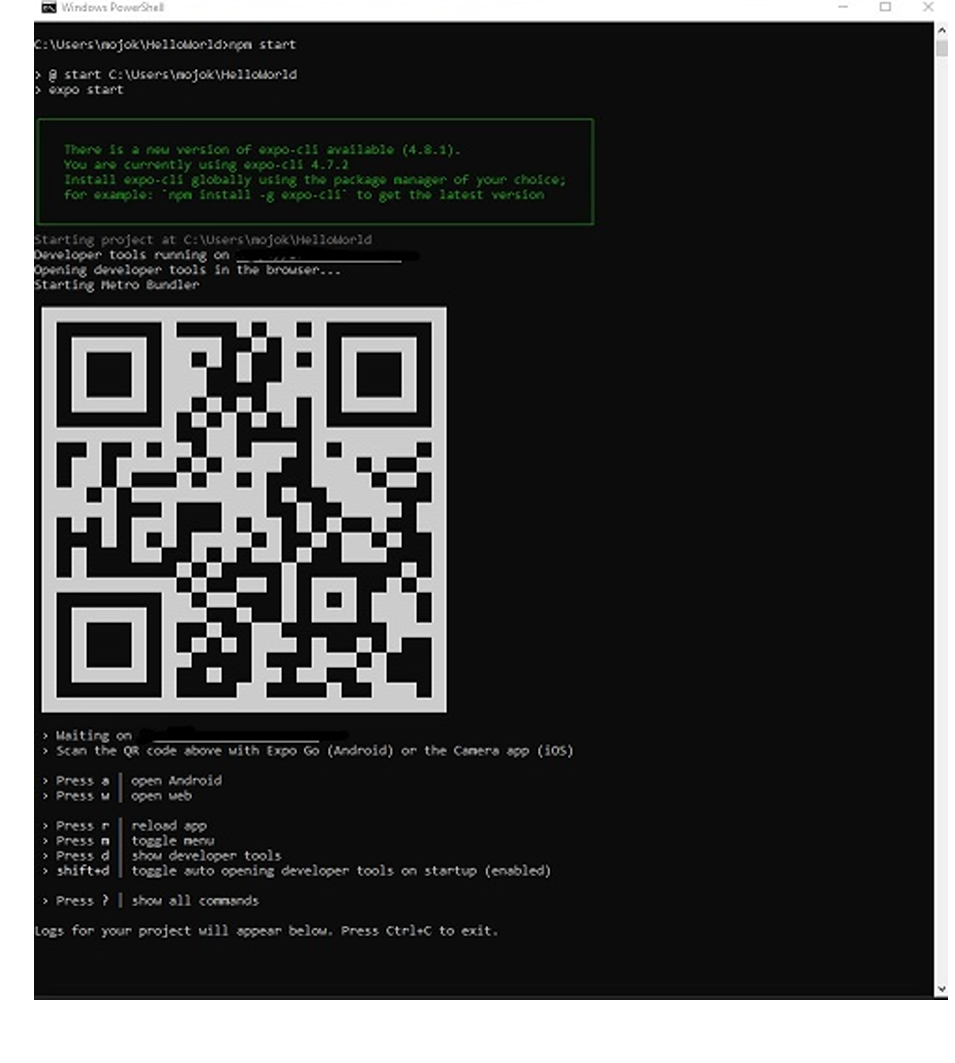 Windows PowerShell
C:\Users\mojok\HelloWorld>npm start
> @ start C:\Users\mojok\HelloWorld
> expo start
There is a new version of expo-cli available (4.8.1).
You are currently using expo-cli 4.7.2
Install expo-cli globally using the package manager of your choice;
for example: `npm install -g expo-cli` to get the latest version
Starting project at C:\Users\mojok\HelloWorld
Developer tools running on
Opening developer tools in the browser...
Starting Metro Bundler
> Waiting on
> Scan the QR code above with Expo Go (Android) or the Camera app (iOS)
> Press a | open Android
> Press w | open web
> Press r | reload app
> Press m | toggle menu
> Press d | show developer tools
> shift+d | toggle auto opening developer tools on startup (enabled)
> Press ? | show all commands
Logs for your project will appear below. Press Ctrl+C to exit.